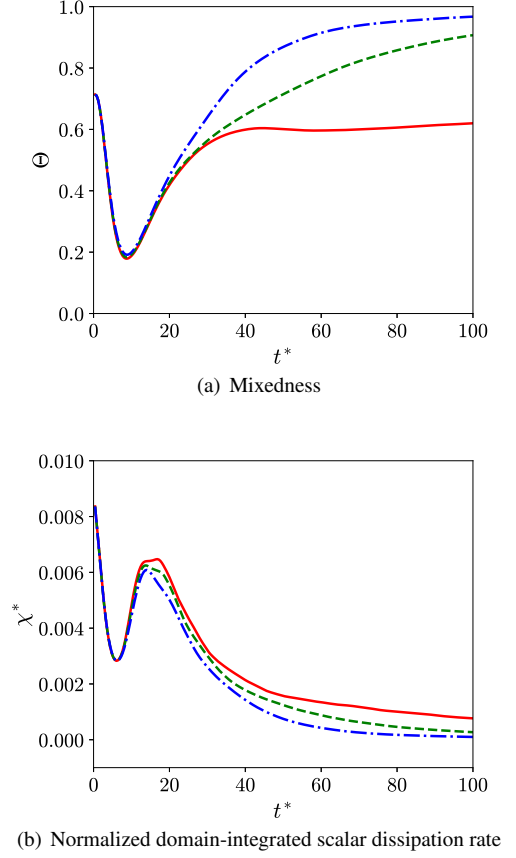 1.0
0.8
0.6
Θ
0.4
0.2
0.0
0 20 40 60 80 100
t*
(a) Mixedness
0.010
0.008
0.006
χ*
0.004
0.002
0.000
0 20 40 60 80 100
t*
(b) Normalized domain-integrated scalar dissipation rate